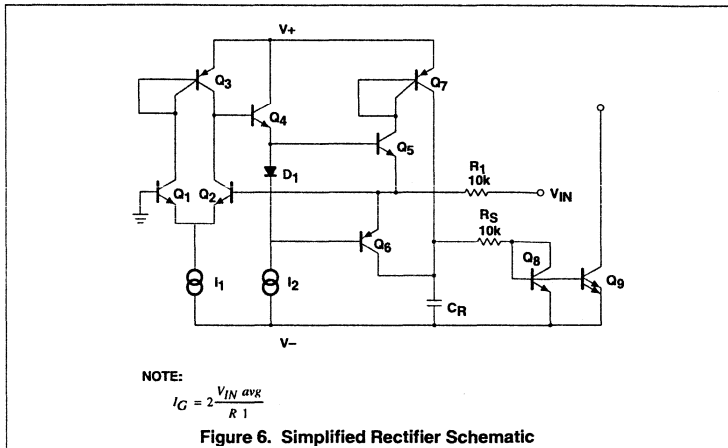 V+
Q3
Q7
Q4
Q5
D1
R1
10k
VIN
Q1
Q2
RS
10k
Q6
Q8
Q9
I1
I2
CR
V–
NOTE:
IG = 2 VIN avg / R 1
Figure 6. Simplified Rectifier Schematic